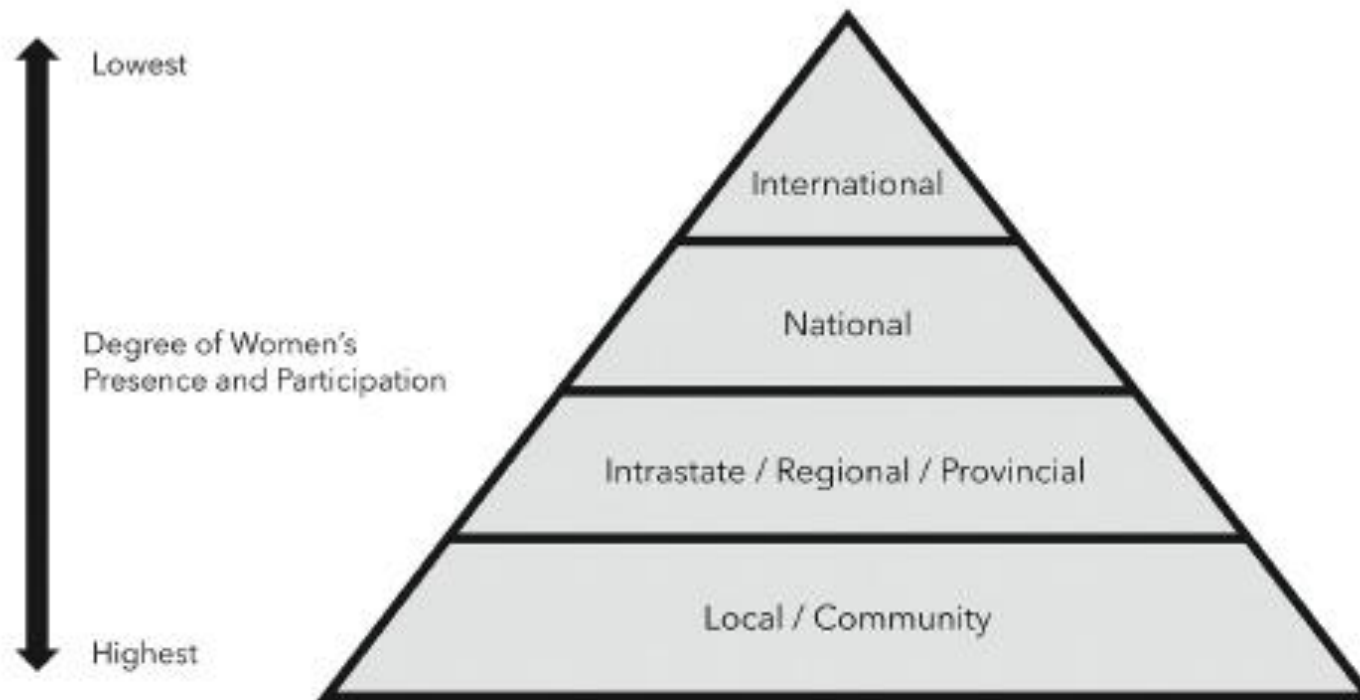 Lowest
International
National
Degree of Women's
Presence and Participation
Intrastate / Regional / Provincial
Local / Community
Highest